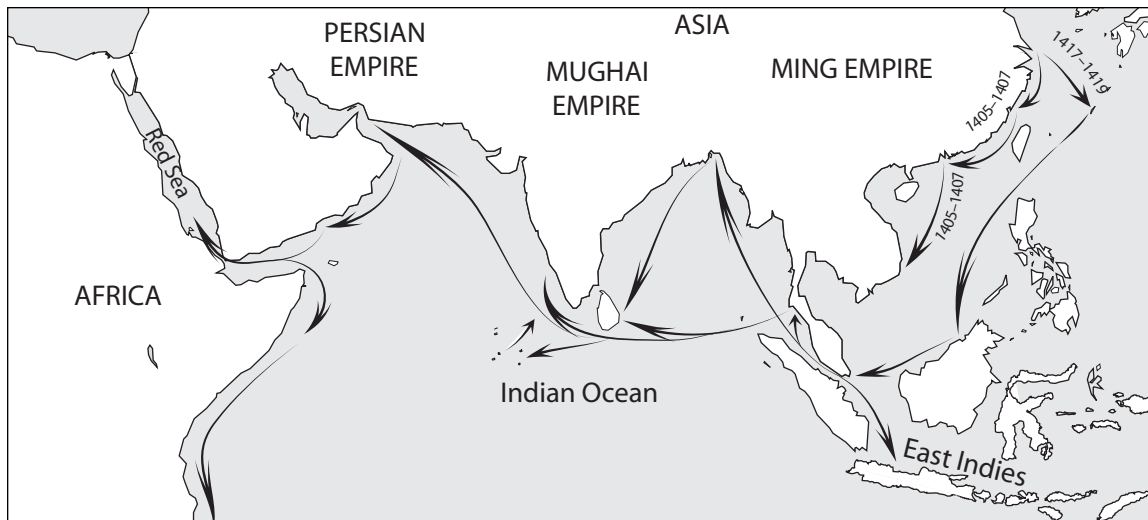 ASIA
PERSIAN
EMPIRE
MUGHAI
EMPIRE
MING EMPIRE
1417–1419
1405–1407
Red Sea
1405–1407
AFRICA
Indian Ocean
East Indies